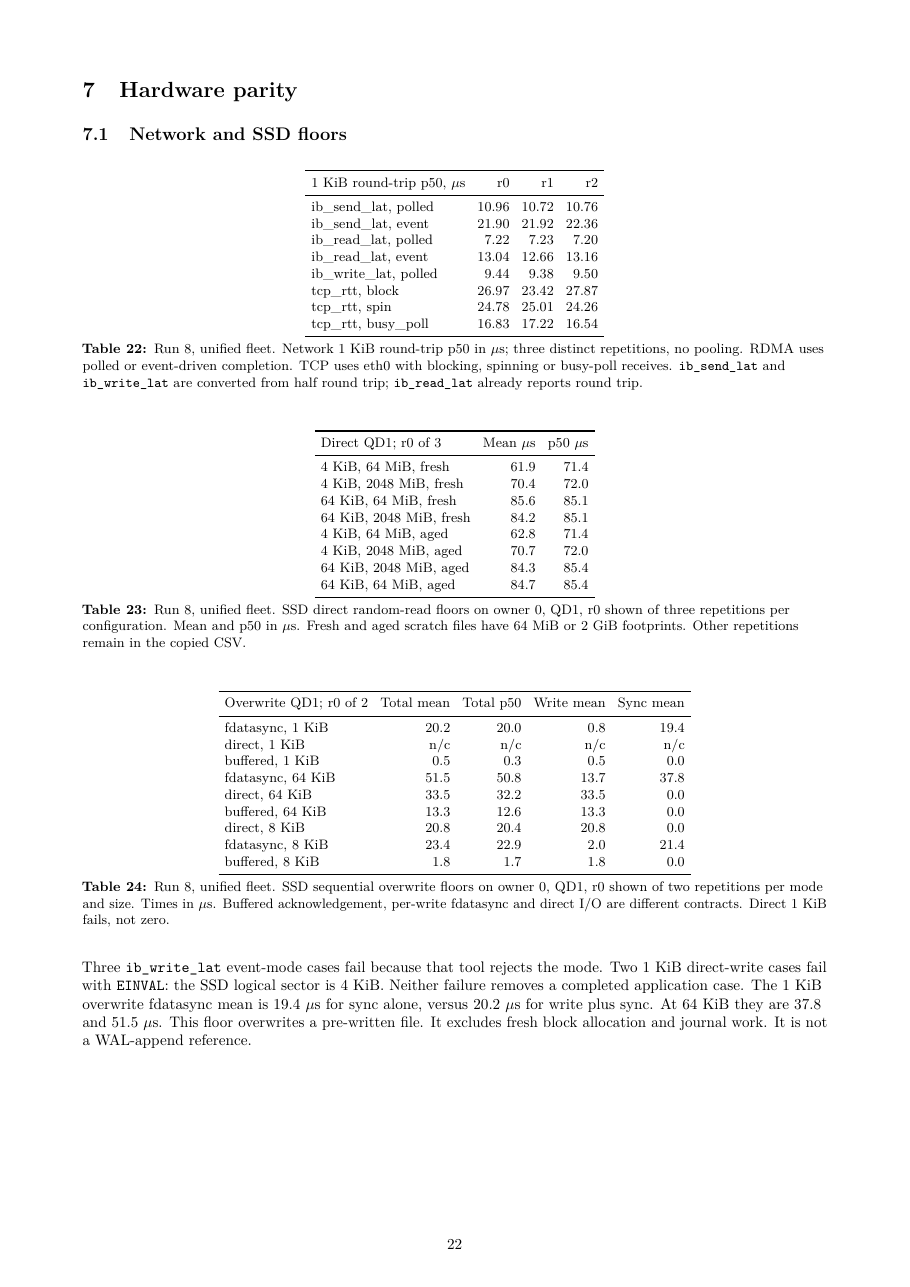 7 Hardware parity
7.1 Network and SSD floors
1 KiB round-trip p50, μs r0 r1 r2
ib_send_lat, polled 10.96 10.72 10.76
ib_send_lat, event 21.90 21.92 22.36
ib_read_lat, polled 7.22 7.23 7.20
ib_read_lat, event 13.04 12.66 13.16
ib_write_lat, polled 9.44 9.38 9.50
tcp_rtt, block 26.97 23.42 27.87
tcp_rtt, spin 24.78 25.01 24.26
tcp_rtt, busy_poll 16.83 17.22 16.54
Table 22: Run 8, unified fleet. Network 1 KiB round-trip p50 in μs; three distinct repetitions, no pooling. RDMA uses
polled or event-driven completion. TCP uses eth0 with blocking, spinning or busy-poll receives. ib_send_lat and
ib_write_lat are converted from half round trip; ib_read_lat already reports round trip.
Direct QD1; r0 of 3 Mean μs p50 μs
4 KiB, 64 MiB, fresh 61.9 71.4
4 KiB, 2048 MiB, fresh 70.4 72.0
64 KiB, 64 MiB, fresh 85.6 85.1
64 KiB, 2048 MiB, fresh 84.2 85.1
4 KiB, 64 MiB, aged 62.8 71.4
4 KiB, 2048 MiB, aged 70.7 72.0
64 KiB, 2048 MiB, aged 84.3 85.4
64 KiB, 64 MiB, aged 84.7 85.4
Table 23: Run 8, unified fleet. SSD direct random-read floors on owner 0, QD1, r0 shown of three repetitions per
configuration. Mean and p50 in μs. Fresh and aged scratch files have 64 MiB or 2 GiB footprints. Other repetitions
remain in the copied CSV.
Overwrite QD1; r0 of 2 Total mean Total p50 Write mean Sync mean
fdatasync, 1 KiB 20.2 20.0 0.8 19.4
direct, 1 KiB n/c n/c n/c n/c
buffered, 1 KiB 0.5 0.3 0.5 0.0
fdatasync, 64 KiB 51.5 50.8 13.7 37.8
direct, 64 KiB 33.5 32.2 33.5 0.0
buffered, 64 KiB 13.3 12.6 13.3 0.0
direct, 8 KiB 20.8 20.4 20.8 0.0
fdatasync, 8 KiB 23.4 22.9 2.0 21.4
buffered, 8 KiB 1.8 1.7 1.8 0.0
Table 24: Run 8, unified fleet. SSD sequential overwrite floors on owner 0, QD1, r0 shown of two repetitions per mode
and size. Times in μs. Buffered acknowledgement, per-write fdatasync and direct I/O are different contracts. Direct 1 KiB
fails, not zero.
Three ib_write_lat event-mode cases fail because that tool rejects the mode. Two 1 KiB direct-write cases fail
with EINVAL: the SSD logical sector is 4 KiB. Neither failure removes a completed application case. The 1 KiB
overwrite fdatasync mean is 19.4 μs for sync alone, versus 20.2 μs for write plus sync. At 64 KiB they are 37.8
and 51.5 μs. This floor overwrites a pre-written file. It excludes fresh block allocation and journal work. It is not
a WAL-append reference.
22